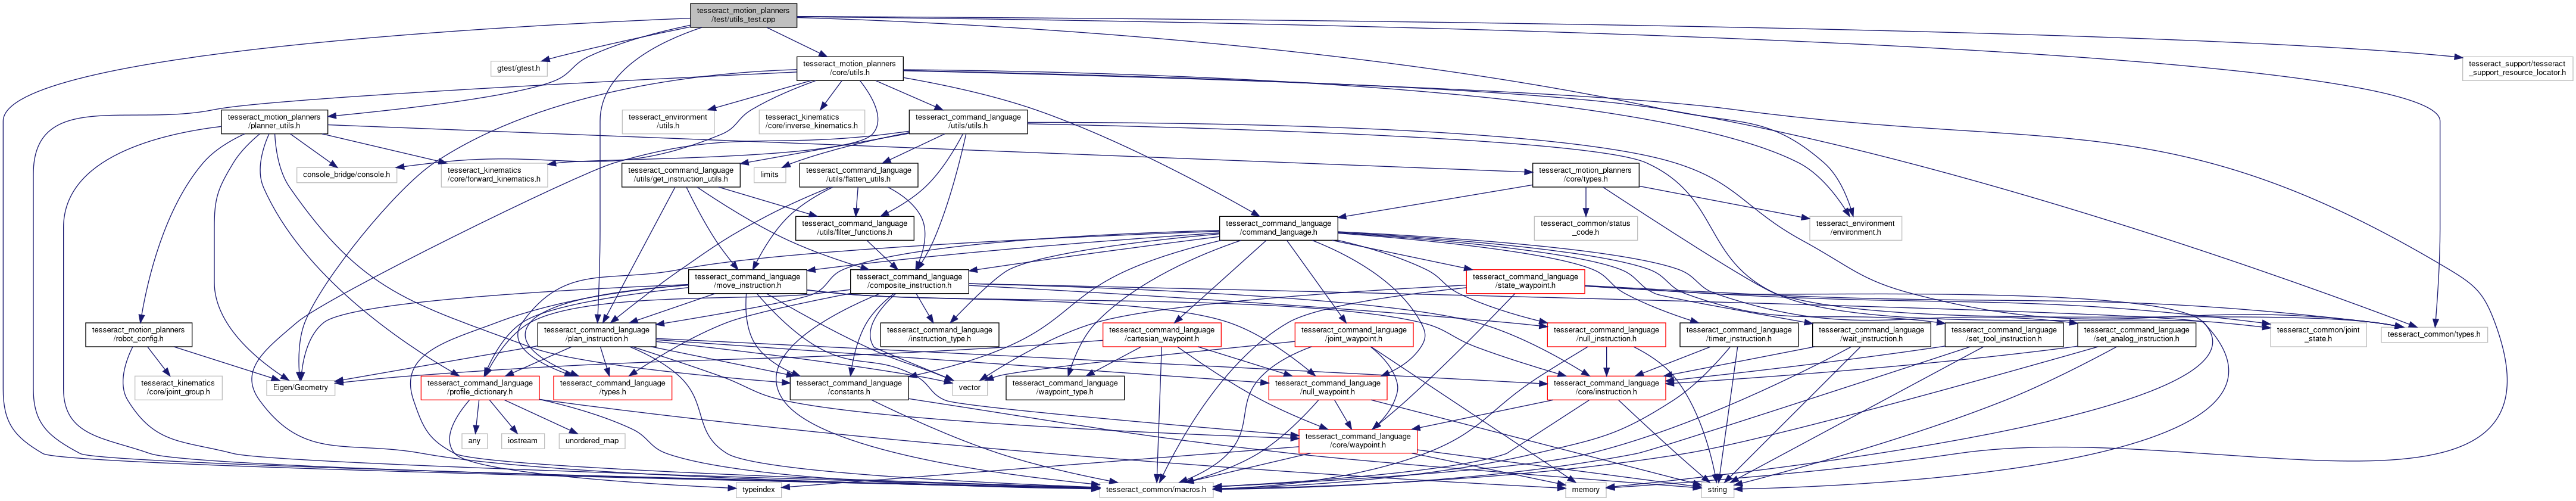 tesseract_motion_planners
/test/utils_test.cpp
gtest/gtest.h
tesseract_motion_planners
/core/utils.h
tesseract_support/tesseract
_support_resource_locator.h
tesseract_motion_planners
/planner_utils.h
tesseract_environment
/utils.h
tesseract_kinematics
/core/inverse_kinematics.h
tesseract_command_language
/utils/utils.h
console_bridge/console.h
tesseract_kinematics
/core/forward_kinematics.h
tesseract_command_language
/utils/get_instruction_utils.h
limits
tesseract_command_language
/utils/flatten_utils.h
tesseract_motion_planners
/core/types.h
tesseract_command_language
/utils/filter_functions.h
tesseract_command_language
/command_language.h
tesseract_common/status
_code.h
tesseract_environment
/environment.h
tesseract_command_language
/move_instruction.h
tesseract_command_language
/composite_instruction.h
tesseract_command_language
/state_waypoint.h
tesseract_motion_planners
/robot_config.h
tesseract_command_language
/plan_instruction.h
tesseract_command_language
/instruction_type.h
tesseract_command_language
/cartesian_waypoint.h
tesseract_command_language
/joint_waypoint.h
tesseract_command_language
/null_instruction.h
tesseract_command_language
/timer_instruction.h
tesseract_command_language
/wait_instruction.h
tesseract_command_language
/set_tool_instruction.h
tesseract_command_language
/set_analog_instruction.h
tesseract_common/joint
_state.h
tesseract_common/types.h
tesseract_kinematics
/core/joint_group.h
Eigen/Geometry
tesseract_command_language
/profile_dictionary.h
tesseract_command_language
/types.h
tesseract_command_language
/constants.h
vector
tesseract_command_language
/waypoint_type.h
tesseract_command_language
/null_waypoint.h
tesseract_command_language
/core/instruction.h
any
iostream
unordered_map
tesseract_command_language
/core/waypoint.h
typeindex
tesseract_common/macros.h
memory
string